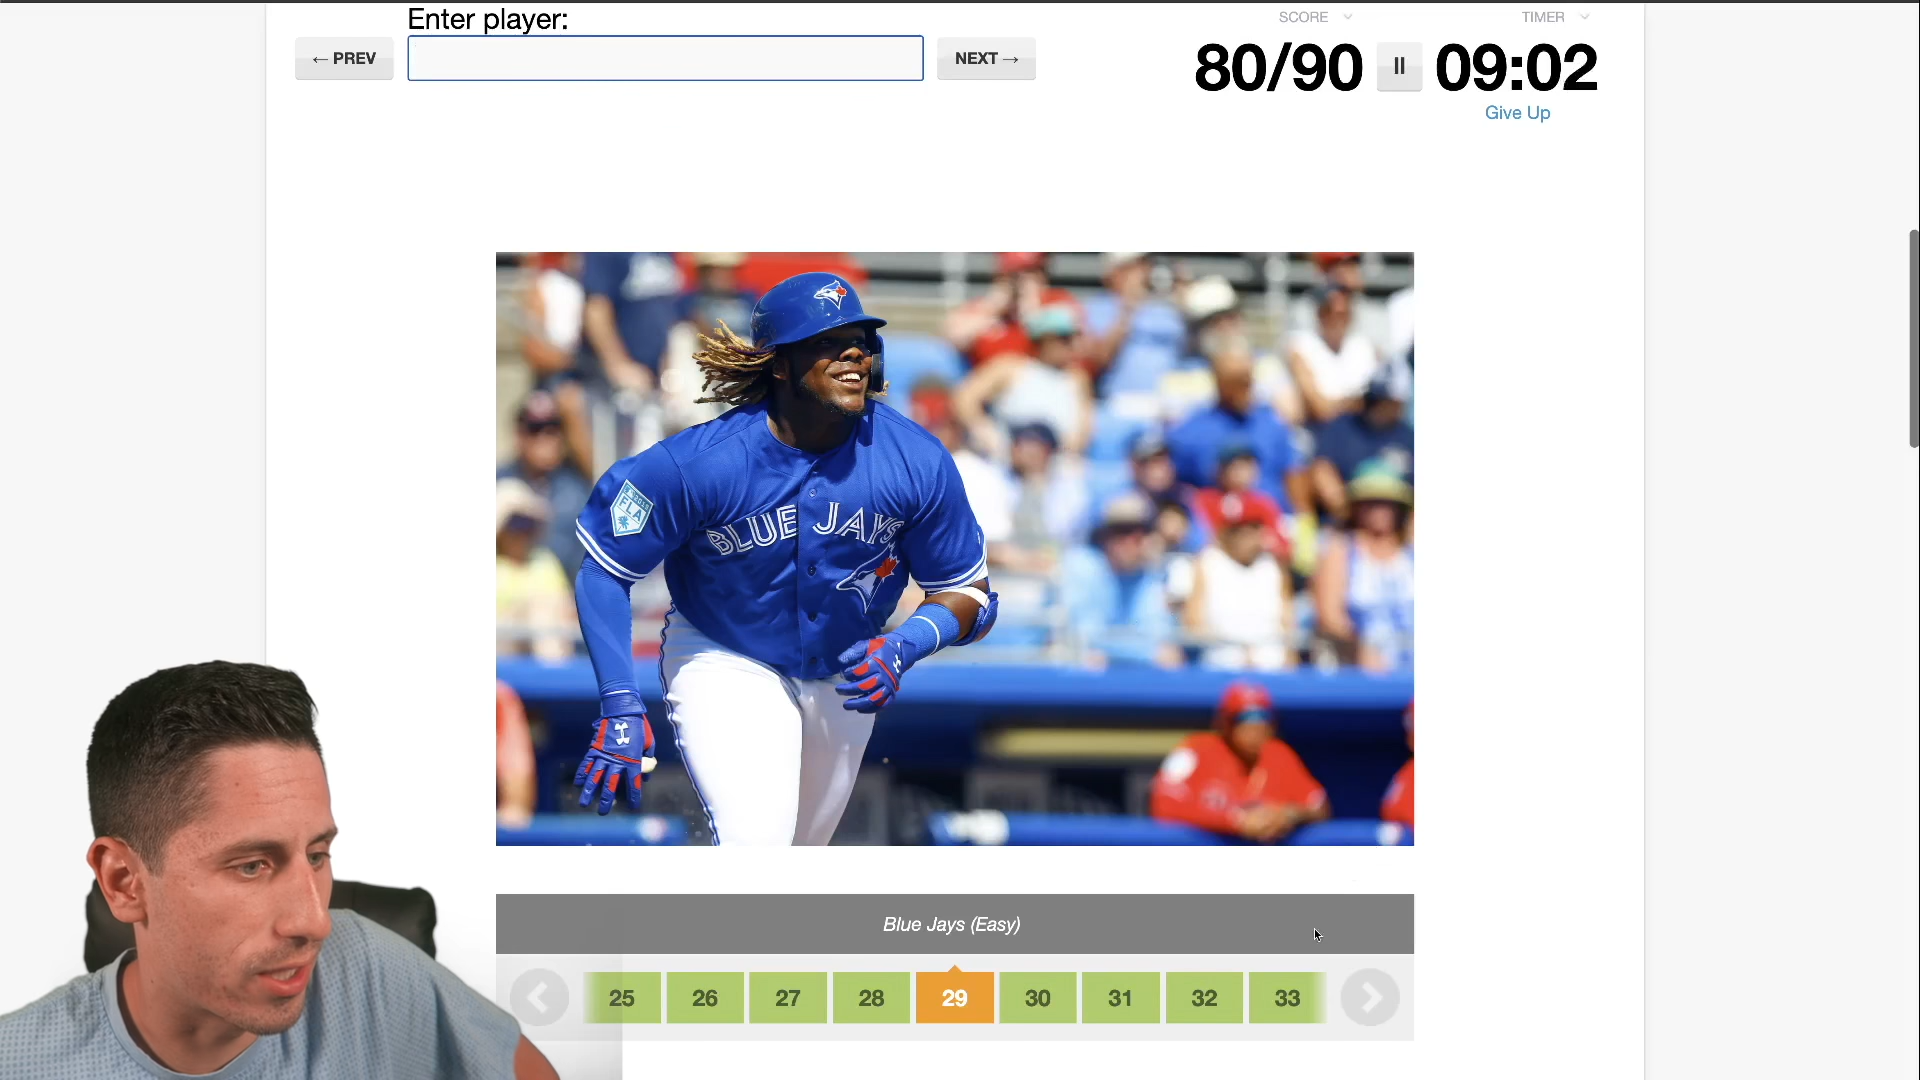 Enter player:
← PREV
NEXT →
SCORE
TIMER
80/90
09:02
Give Up
FLA
BLUE JAYS
Blue Jays (Easy)
25
26
27
28
29
30
31
32
33